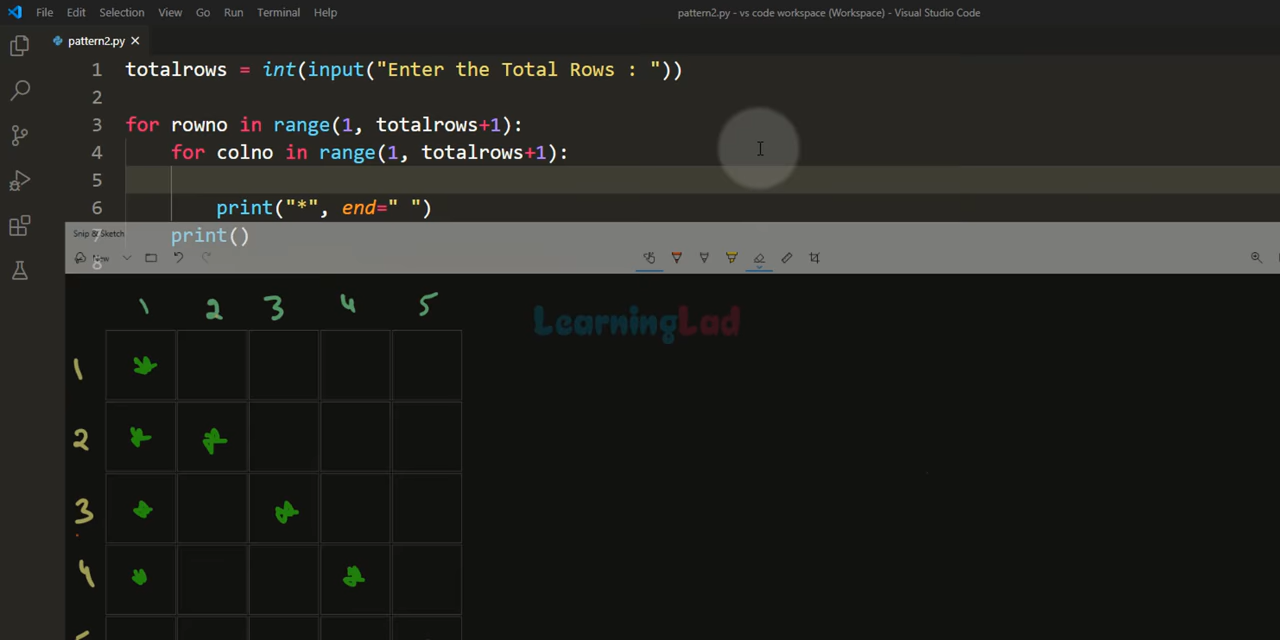 File Edit Selection View Go Run Terminal Help pattern2.py - vs code workspace (Workspace) - Visual Studio Code
pattern2.py
1 totalrows = int(input("Enter the Total Rows : "))
2
3 for rowno in range(1, totalrows+1):
4 for colno in range(1, totalrows+1):
5
6 print("*", end=" ")
7 print()
8
Snip & Sketch
New
LearningLad
1 2 3 4 5
1
2
3
4